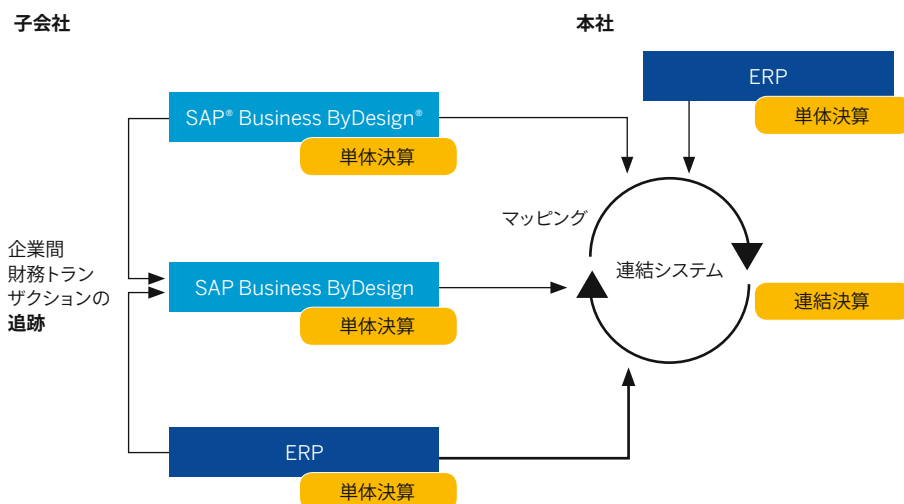 子会社
本社
ERP
単体決算
SAP® Business ByDesign®
単体決算
マッピング
連結システム
企業間
財務トラン
ザクションの
追跡
SAP Business ByDesign
単体決算
連結決算
ERP
単体決算